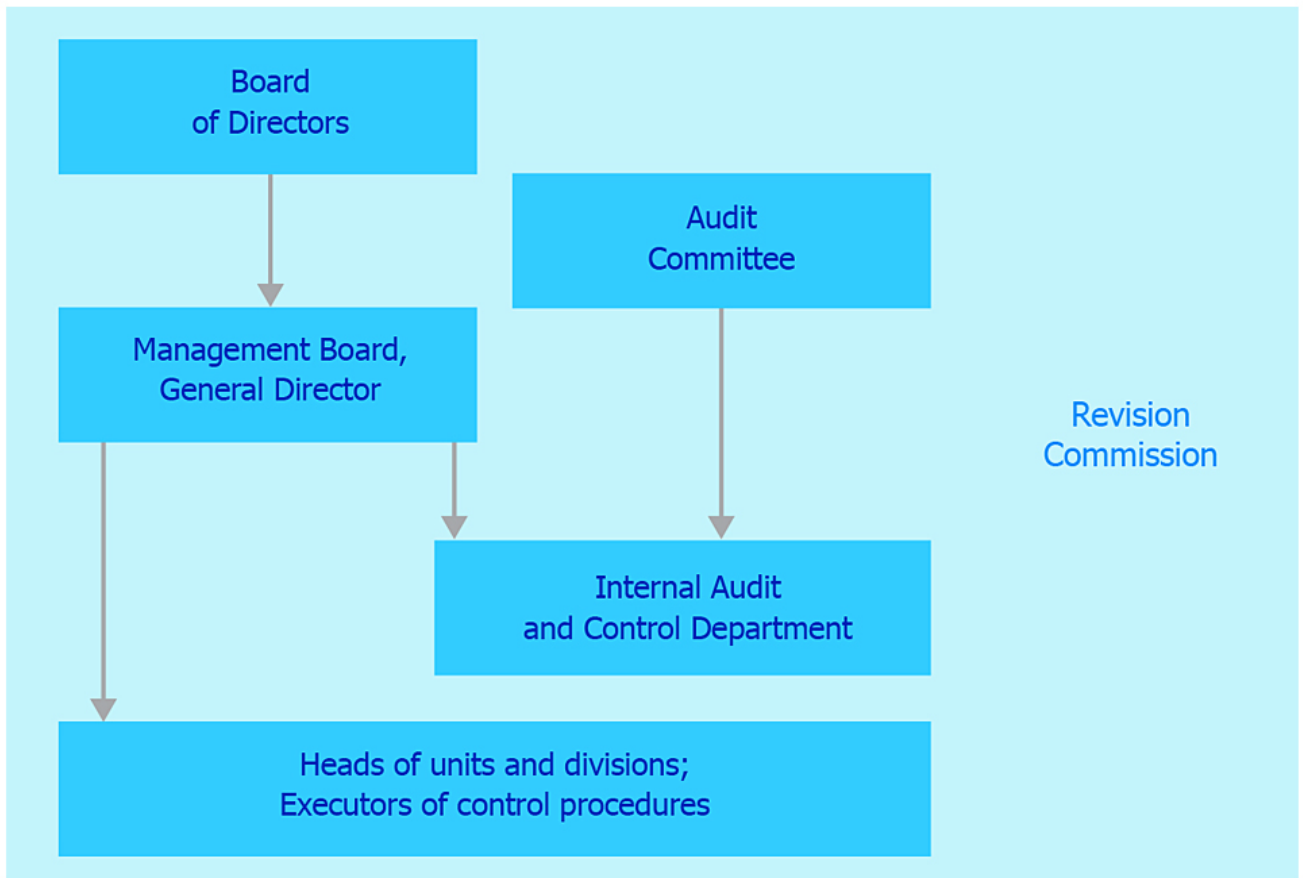 Board
of Directors
Audit
Committee
Management Board,
General Director
Revision
Commission
Internal Audit
and Control Department
Heads of units and divisions;
Executors of control procedures